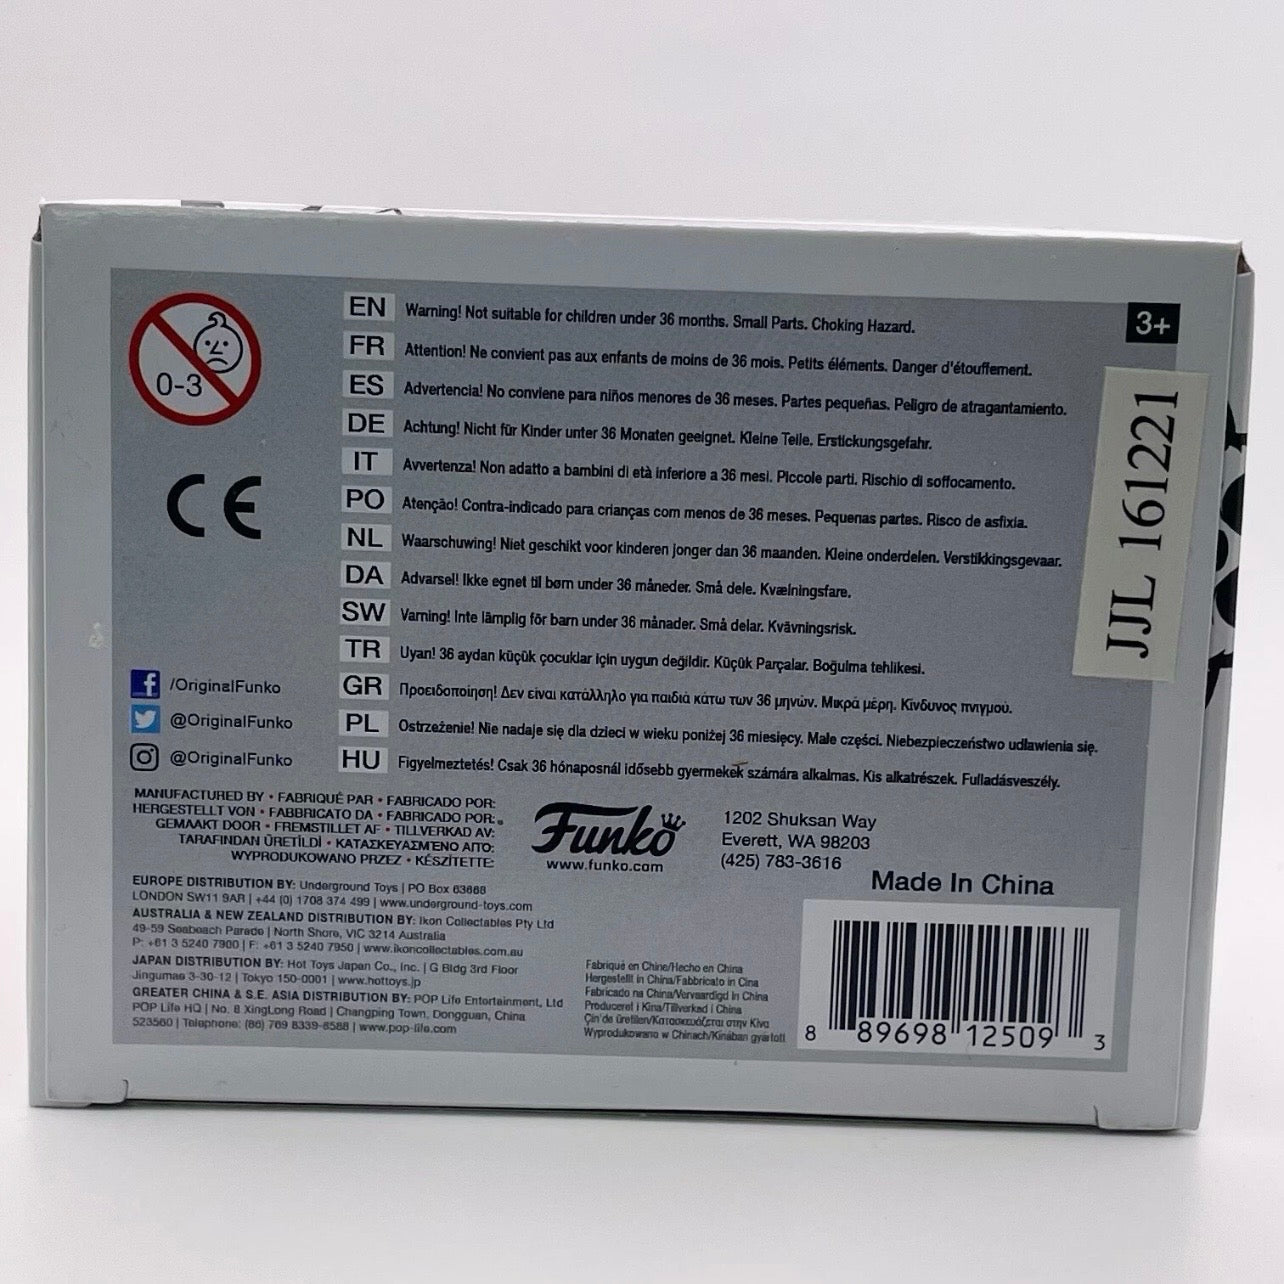 0-3
CE
EN Warning! Not suitable for children under 36 months. Small Parts. Choking Hazard.
FR Attention! Ne convient pas aux enfants de moins de 36 mois. Petits éléments. Danger d'étouffement.
ES Advertencia! No conviene para niños menores de 36 meses. Partes pequeñas. Peligro de atragantamiento.
DE Achtung! Nicht für Kinder unter 36 Monaten geeignet. Kleine Teile. Erstickungsgefahr.
IT Avvertenza! Non adatto a bambini di età inferiore a 36 mesi. Piccole parti. Rischio di soffocamento.
PO Atenção! Contra-indicado para crianças com menos de 36 meses. Pequenas partes. Risco de asfixia.
NL Waarschuwing! Niet geschikt voor kinderen jonger dan 36 maanden. Kleine onderdelen. Verstikkingsgevaar.
DA Advarsel! Ikke egnet til børn under 36 måneder. Små dele. Kvælningsfare.
SW Varning! Inte lämplig för barn under 36 månader. Små delar. Kvävningsrisk.
TR Uyarı! 36 aydan küçük çocuklar için uygun değildir. Küçük Parçalar. Boğulma tehlikesi.
GR Προειδοποίηση! Δεν είναι κατάλληλο για παιδιά κάτω των 36 μηνών. Μικρά μέρη. Κίνδυνος πνιγμού.
PL Ostrzeżenie! Nie nadaje się dla dzieci w wieku poniżej 36 miesięcy. Małe części. Niebezpieczeństwo udławienia się.
HU Figyelmeztetés! Csak 36 hónaposnál idősebb gyermekek számára alkalmas. Kis alkatrészek. Fulladásveszély.
3+
JJL 161221
/OriginalFunko
@OriginalFunko
@OriginalFunko
MANUFACTURED BY • FABRIQUÉ PAR • FABRICADO POR:
HERGESTELLT VON • FABBRICATO DA • FABRICADO POR:
GEMAAKT DOOR • FREMSTILLET AF • TILLVERKAD AV:
TARAFINDAN ÜRETİLDİ • ΚΑΤΑΣΚΕΥΑΣΜΈΝΟ ΑΠΌ:
WYPRODUKOWANO PRZEZ • KÉSZÍTETTE:
Funko
www.funko.com
1202 Shuksan Way
Everett, WA 98203
(425) 783-3616
Made In China
EUROPE DISTRIBUTION BY: Underground Toys | PO Box 63668
LONDON SW11 9AR | +44 (0) 1708 374 499 | www.underground-toys.com
AUSTRALIA & NEW ZEALAND DISTRIBUTION BY: Ikon Collectables Pty Ltd
49-59 Seabeach Parade | North Shore, VIC 3214 Australia
P: +61 3 5240 7900 | F: +61 3 5240 7950 | www.ikoncollectables.com.au
JAPAN DISTRIBUTION BY: Hot Toys Japan Co., Inc. | G Bldg 3rd Floor
Jingumae 3-30-12 | Tokyo 150-0001 | www.hottoys.jp
GREATER CHINA & S.E. ASIA DISTRIBUTION BY: POP Life Entertainment, Ltd
POP Life HQ | No. 8 XingLong Road | Changping Town, Dongguan, China
523560 | Telephone: (86) 769 8339-6588 | www.pop-life.com
Fabriqué en Chine/Hecho en China
Hergestellt in China/Fabbricato in Cina
Fabricado na China/Vervaardigd in China
Produceret i Kina/Tillverkad i China
Çin'de üretilen/Κατασκευάζεται στην Κίνα
Wyprodukowano w Chinach/Kínában gyártott
8 89698 12509 3